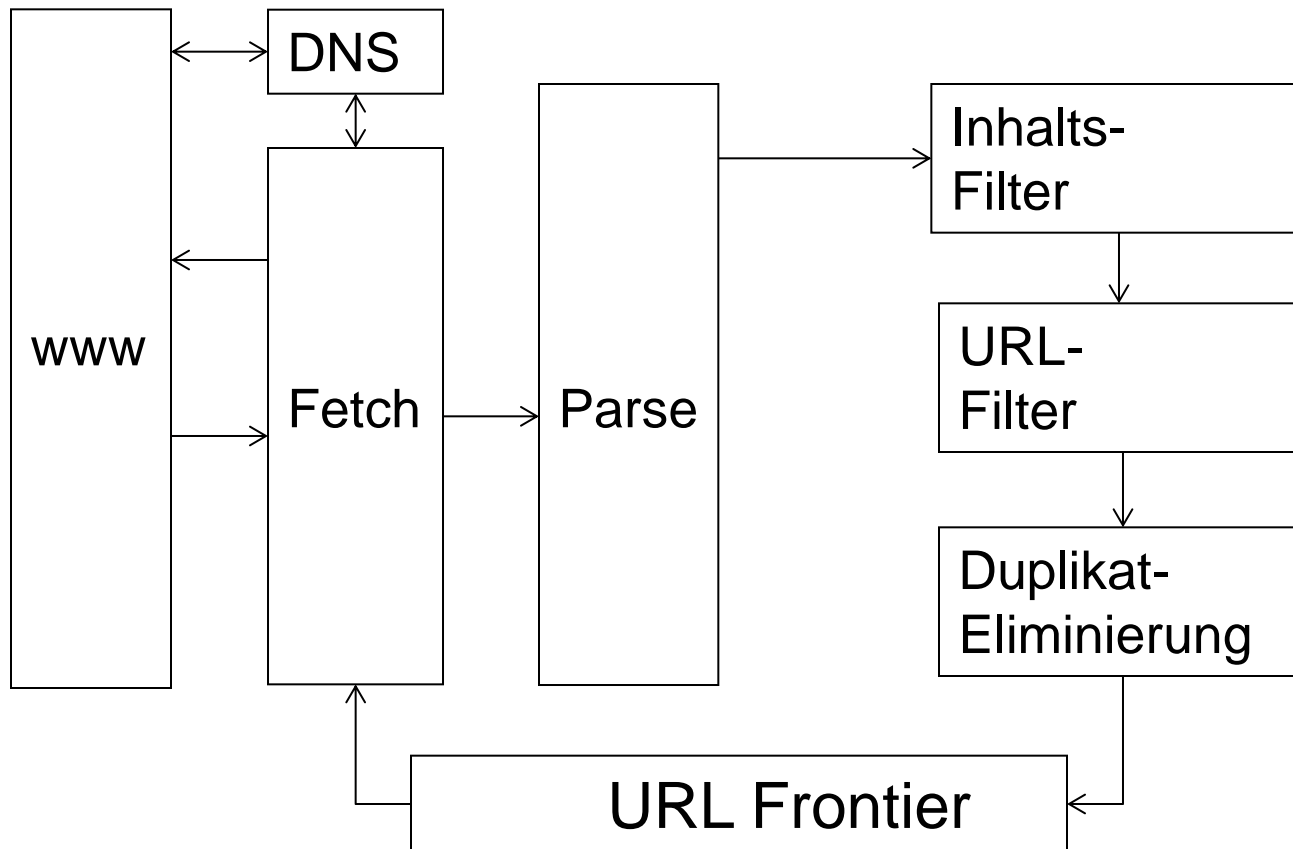 DNS
www
Fetch
Parse
Inhalts-
Filter
URL-
Filter
Duplikat-
Eliminierung
URL Frontier